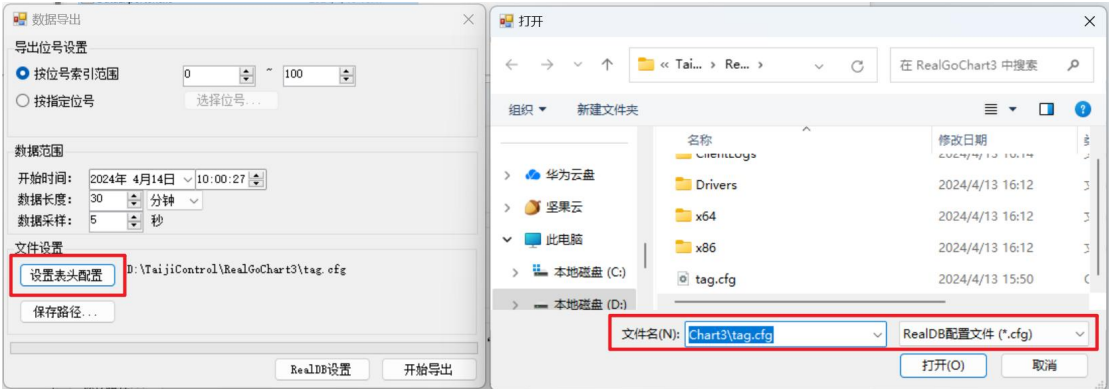 数据导出
导出位号设置
按位号索引范围 0 ~ 100
按指定位号 选择位号...
数据范围
开始时间: 2024年 4月14日 10:00:27
数据长度: 30 分钟
数据采样: 5 秒
文件设置
设置表头配置 D:\TaijiControl\RealGoChart3\tag.cfg
保存路径...
RealDB设置 开始导出
打开
« Tai... › Re... › 在 RealGoChart3 中搜索
组织 新建文件夹
名称 修改日期
ClientLogs 2024/4/13 16:14
Drivers 2024/4/13 16:12
x64 2024/4/13 16:12
x86 2024/4/13 16:12
tag.cfg 2024/4/13 15:50
华为云盘
坚果云
此电脑
本地磁盘 (C:)
本地磁盘 (D:)
文件名(N): Chart3\tag.cfg RealDB配置文件 (*.cfg)
打开(O) 取消